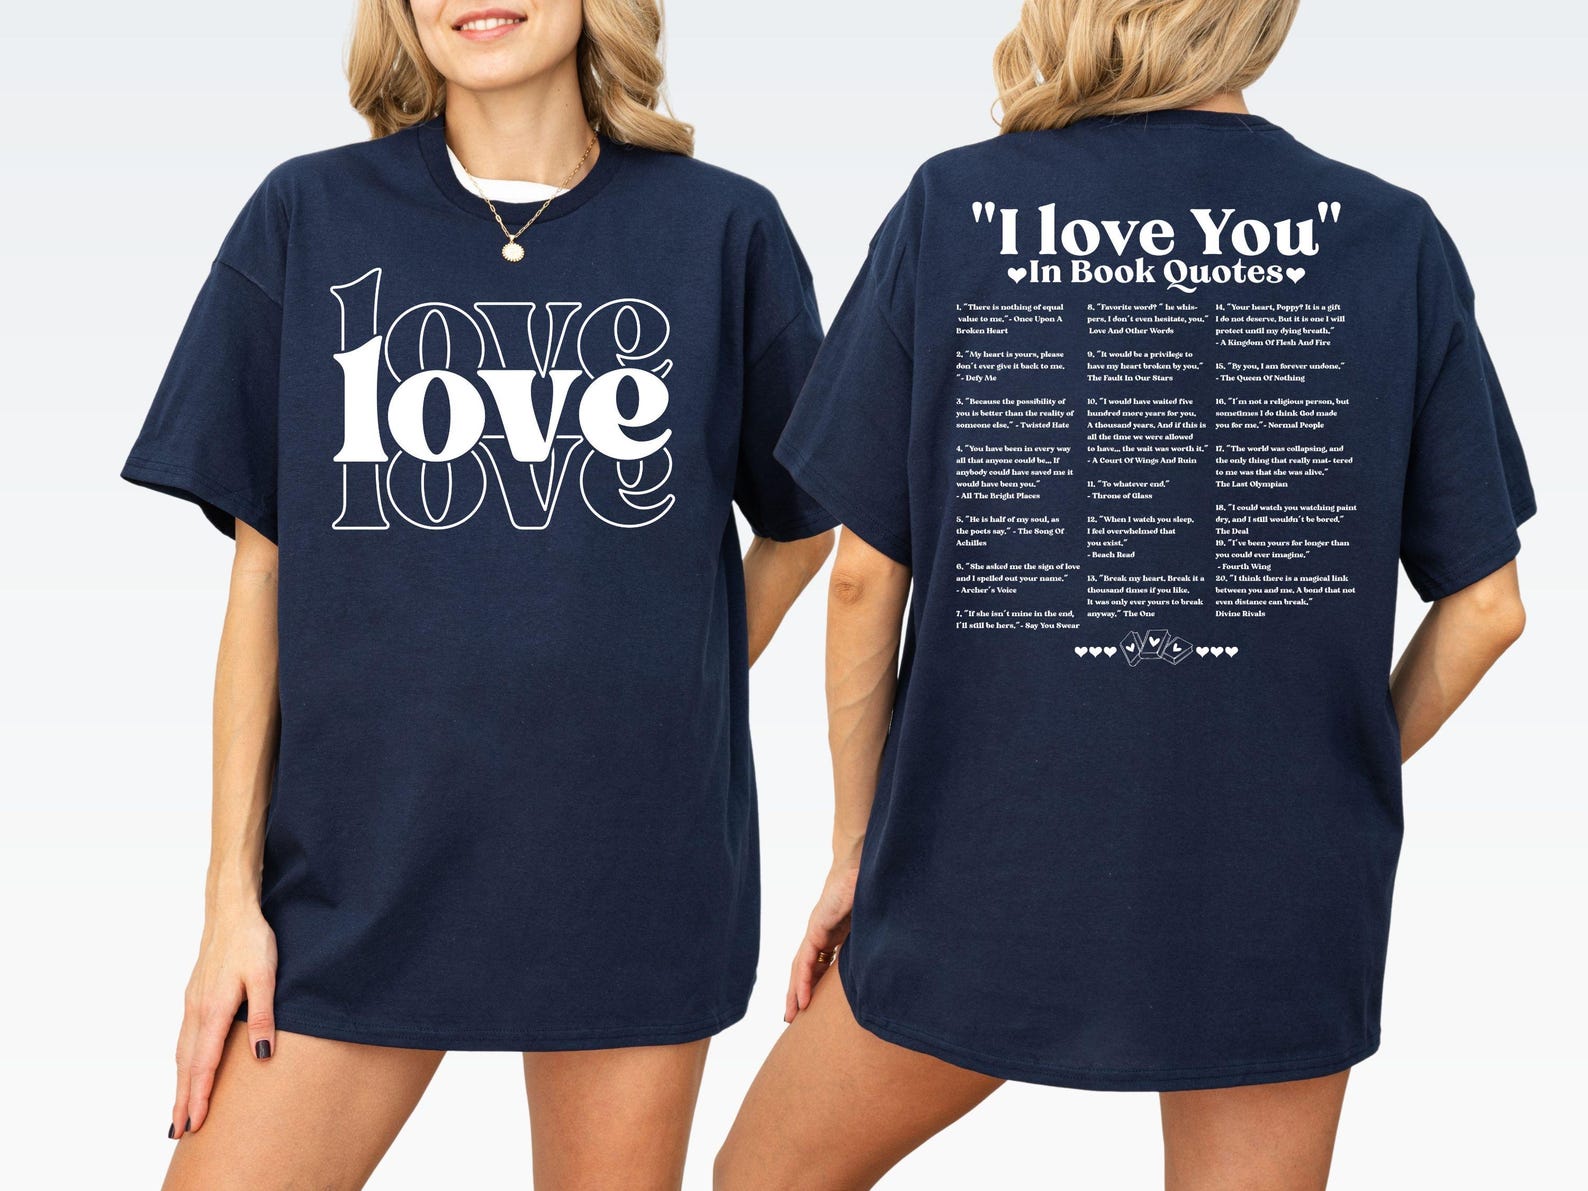 love
love
love
"I love You"
♥In Book Quotes♥
1. "There is nothing of equal
value to me."- Once Upon A
Broken Heart
2. "My heart is yours, please
don't ever give it back to me.
"- Defy Me
3. "Because the possibility of
you is better than the reality of
someone else." - Twisted Hate
4. "You have been in every way
all that anyone could be... If
anybody could have saved me it
would have been you."
- All The Bright Places
5. "He is half of my soul, as
the poets say." - The Song Of
Achilles
6. "She asked me the sign of love
and I spelled out your name."
- Archer's Voice
7. "If she isn't mine in the end,
I'll still be hers."- Say You Swear
8. "Favorite word? " he whis-
pers, I don't even hesitate, you."
Love And Other Words
9. "It would be a privilege to
have my heart broken by you."
The Fault In Our Stars
10. "I would have waited five
hundred more years for you.
A thousand years. And if this is
all the time we were allowed
to have... the wait was worth it."
- A Court Of Wings And Ruin
11. "To whatever end."
- Throne of Glass
12. "When I watch you sleep,
I feel overwhelmed that
you exist."
- Beach Read
13. "Break my heart. Break it a
thousand times if you like.
It was only ever yours to break
anyway." The One
14. "Your heart, Poppy? It is a gift
I do not deserve. But it is one I will
protect until my dying breath."
- A Kingdom Of Flesh And Fire
15. "By you, I am forever undone."
- The Queen Of Nothing
16. "I'm not a religious person, but
sometimes I do think God made
you for me."- Normal People
17. "The world was collapsing, and
the only thing that really mat- tered
to me was that she was alive."
The Last Olympian
18. "I could watch you watching paint
dry, and I still wouldn't be bored."
The Deal
19. "I've been yours for longer than
you could ever imagine."
- Fourth Wing
20. "I think there is a magical link
between you and me. A bond that not
even distance can break."
Divine Rivals